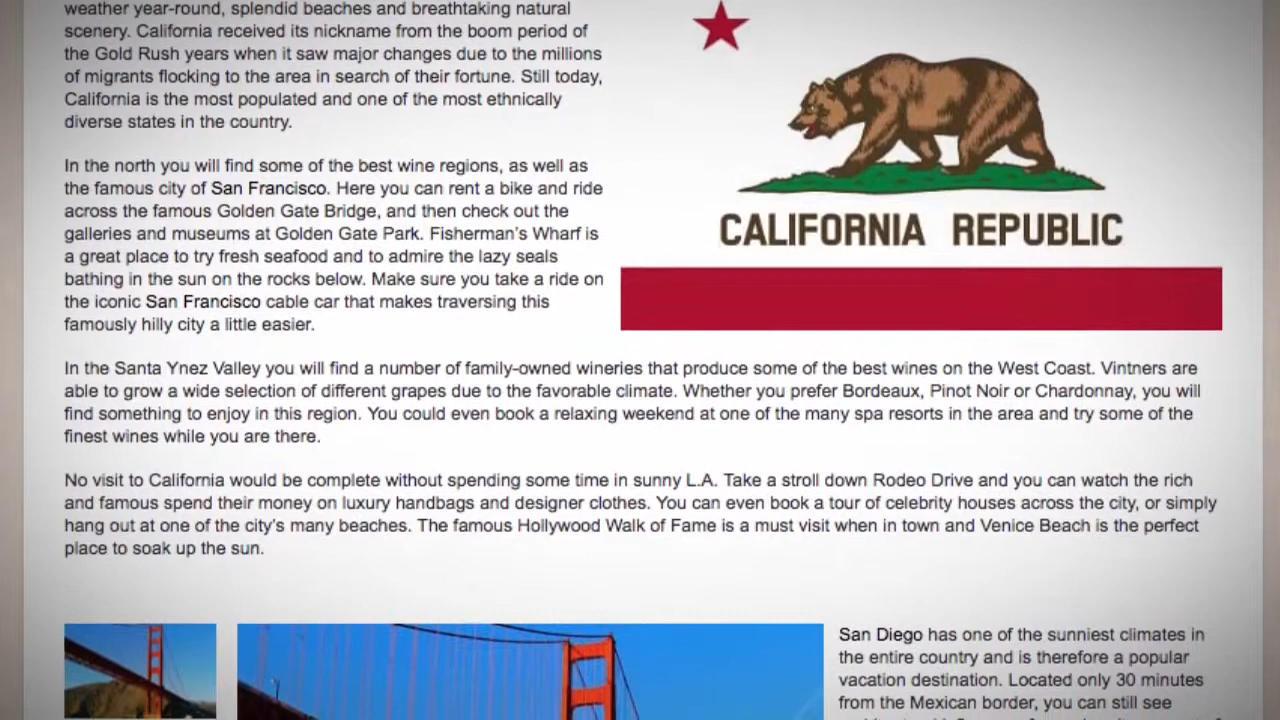 weather year-round, splendid beaches and breathtaking natural
scenery. California received its nickname from the boom period of
the Gold Rush years when it saw major changes due to the millions
of migrants flocking to the area in search of their fortune. Still today,
California is the most populated and one of the most ethnically
diverse states in the country.
CALIFORNIA REPUBLIC
In the north you will find some of the best wine regions, as well as
the famous city of San Francisco. Here you can rent a bike and ride
across the famous Golden Gate Bridge, and then check out the
galleries and museums at Golden Gate Park. Fisherman's Wharf is
a great place to try fresh seafood and to admire the lazy seals
bathing in the sun on the rocks below. Make sure you take a ride on
the iconic San Francisco cable car that makes traversing this
famously hilly city a little easier.
In the Santa Ynez Valley you will find a number of family-owned wineries that produce some of the best wines on the West Coast. Vintners are
able to grow a wide selection of different grapes due to the favorable climate. Whether you prefer Bordeaux, Pinot Noir or Chardonnay, you will
find something to enjoy in this region. You could even book a relaxing weekend at one of the many spa resorts in the area and try some of the
finest wines while you are there.
No visit to California would be complete without spending some time in sunny L.A. Take a stroll down Rodeo Drive and you can watch the rich
and famous spend their money on luxury handbags and designer clothes. You can even book a tour of celebrity houses across the city, or simply
hang out at one of the city's many beaches. The famous Hollywood Walk of Fame is a must visit when in town and Venice Beach is the perfect
place to soak up the sun.
San Diego has one of the sunniest climates in
the entire country and is therefore a popular
vacation destination. Located only 30 minutes
from the Mexican border, you can still see